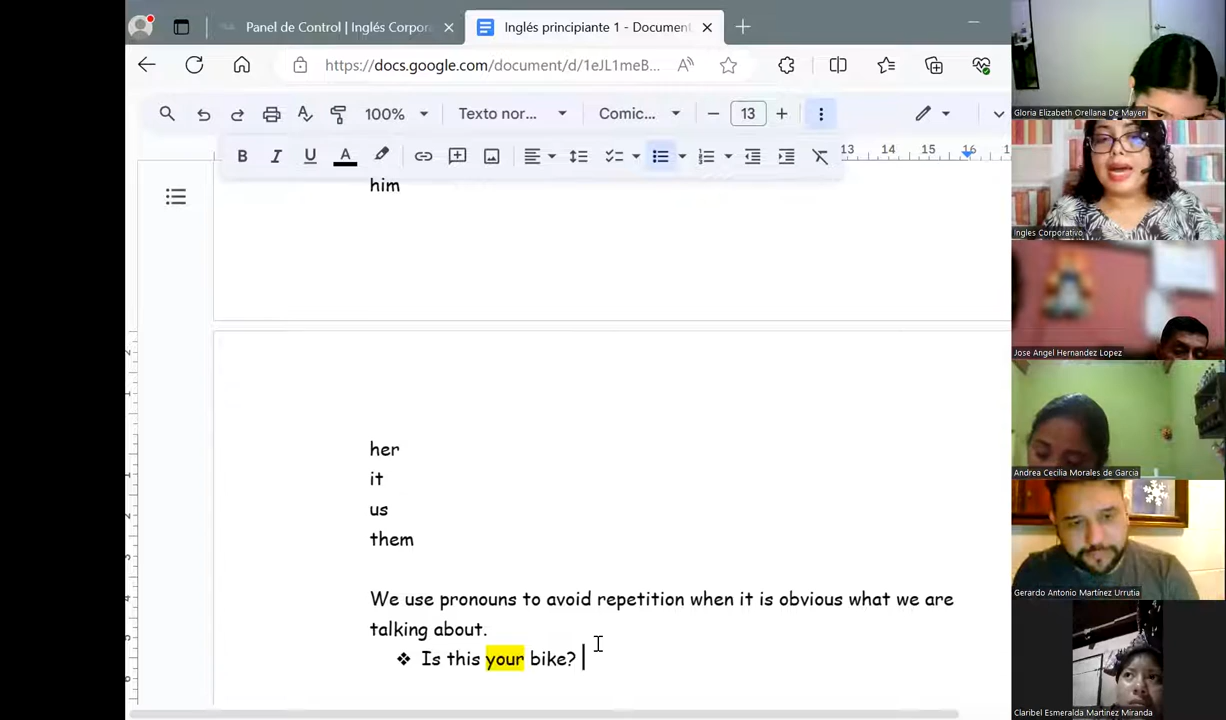 Panel de Control | Inglés Corpor
Inglés principiante 1 - Document
https://docs.google.com/document/d/1eJL1meB...
100%
Texto nor...
Comic...
13
13 14 15 16 1
him
her
it
us
them
We use pronouns to avoid repetition when it is obvious what we are
talking about.
❖ Is this your bike?
Gloria Elizabeth Orellana De Mayen
Ingles Corporativo
Jose Angel Hernandez Lopez
Andrea Cecilia Morales de Garcia
Gerardo Antonio Martínez Urrutia
Claribel Esmeralda Martinez Miranda